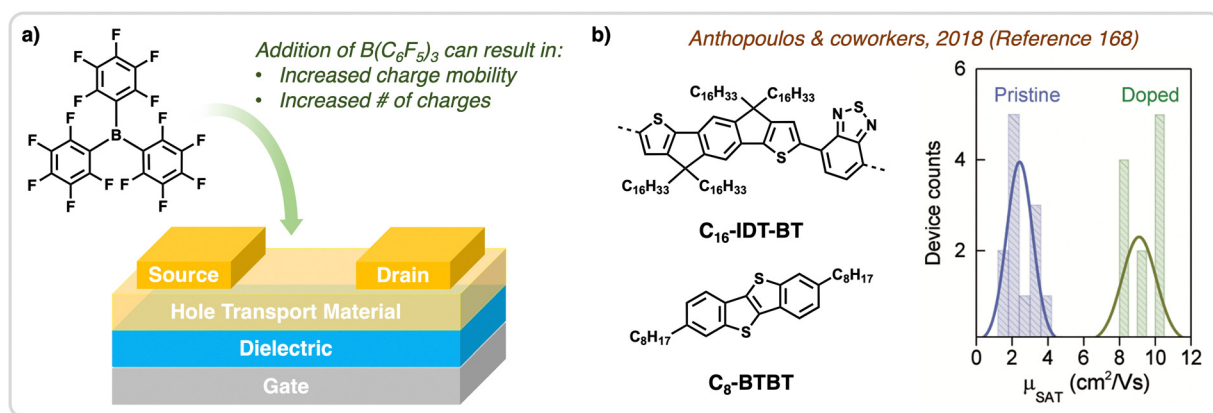 a)
F
F
F
F
F
B
F
F
F
F
F
F
F
F
F
F
Addition of B(C6F5)3 can result in:
• Increased charge mobility
• Increased # of charges
Source
Drain
Hole Transport Material
Dielectric
Gate
b)
Anthopoulos & coworkers, 2018 (Reference 168)
C16H33
C16H33
S
S
N
S
N
C16H33
C16H33
C16-IDT-BT
S
C8H17
C8H17
S
C8-BTBT
Pristine
Doped
Device counts
6
4
2
0 2 4 6 8 10 12
μSAT (cm2/Vs)